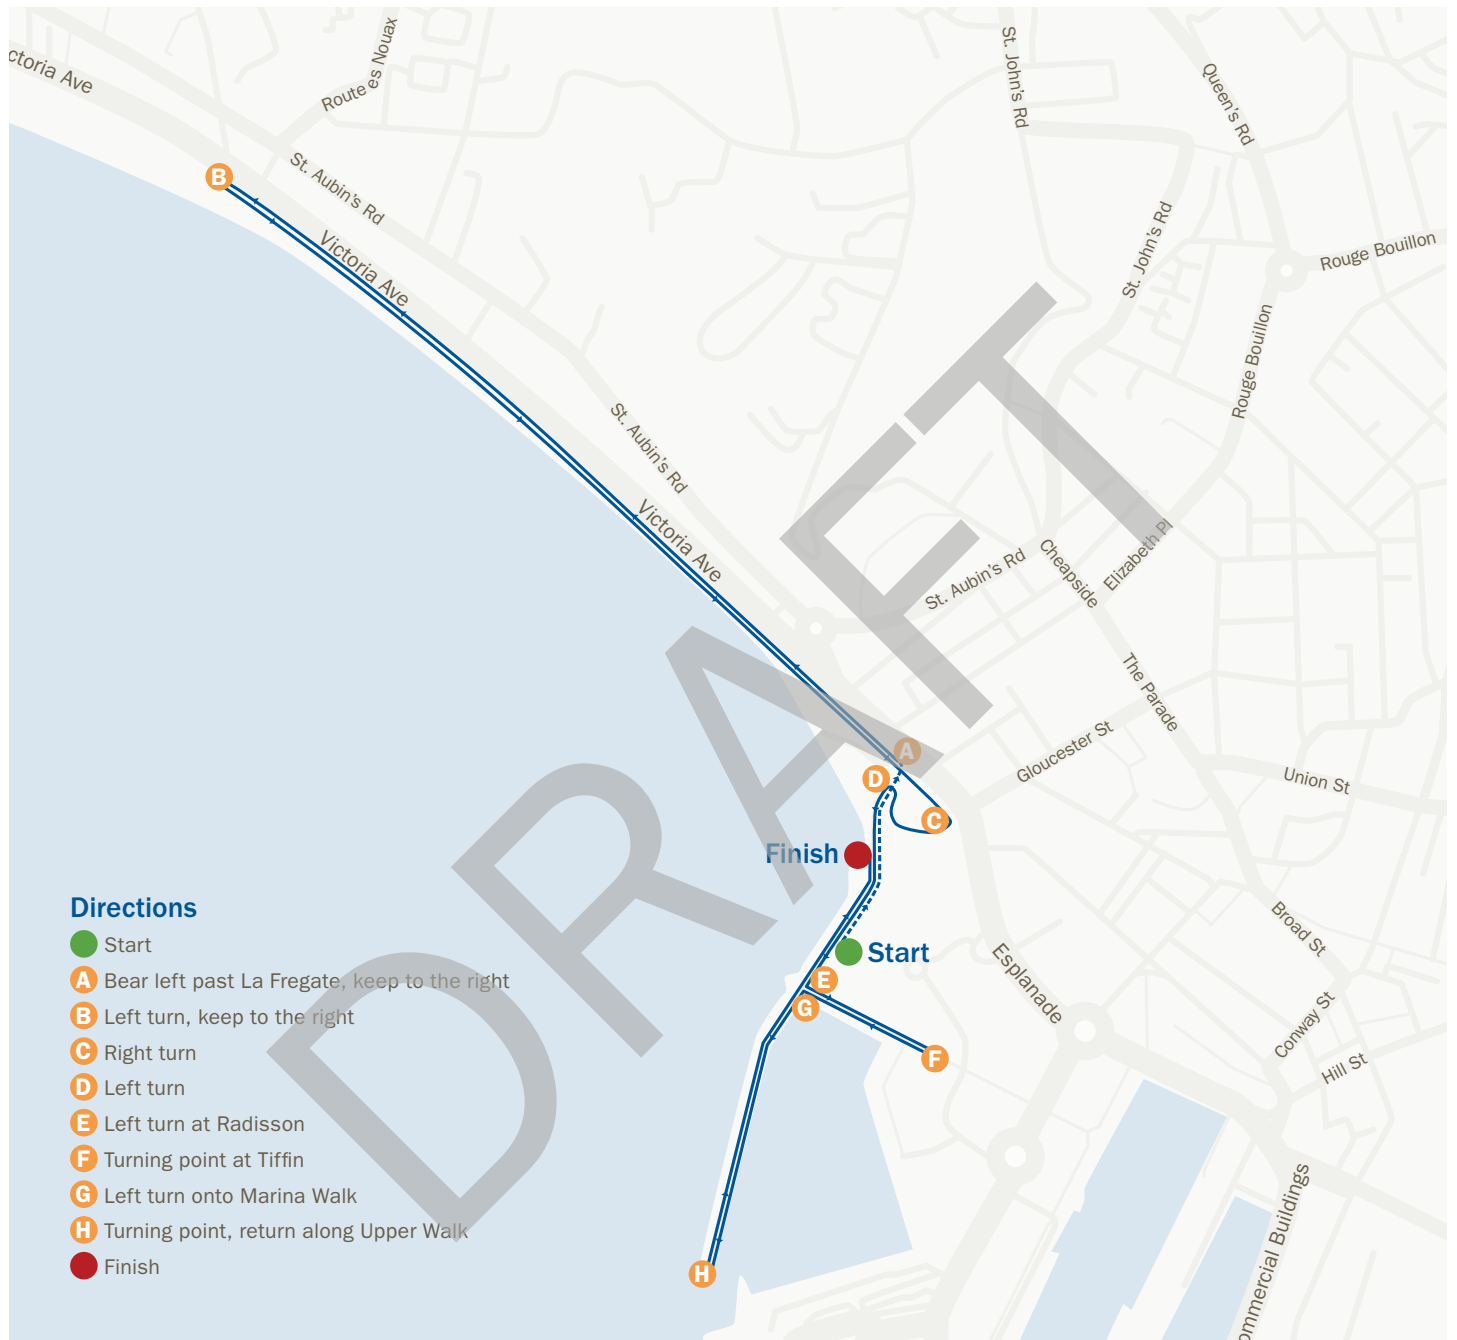 ctoria Ave
Route es Nouax
St. John's Rd
Queen's Rd
B
St. Aubin's Rd
Victoria Ave
St. John's Rd
Rouge Bouillon
Rouge Bouillon
St. Aubin's Rd
Victoria Ave
St. Aubin's Rd
Cheapside
Elizabeth Pl
The Parade
Gloucester St
Union St
A
D
C
Finish
Start
E
G
F
H
Esplanade
Broad St
Conway St
Hill St
ommercial Buildings
Directions
Start
A Bear left past La Fregate, keep to the right
B Left turn, keep to the right
C Right turn
D Left turn
E Left turn at Radisson
F Turning point at Tiffin
G Left turn onto Marina Walk
H Turning point, return along Upper Walk
Finish
DRAFT